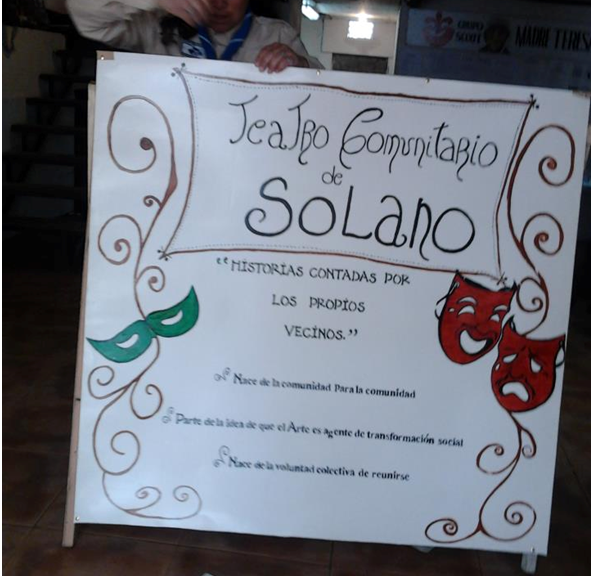 GRUPO
SCOUT
MADRE TERES
TeaTRo ComunitaRio
de
SoLano
"HISTORIAS CONTADAS POR
LOS PROPIOS
VECINOS."
Nace de la comunidad Para la comunidad
Parte de la idea de que el Arte es agente de transformación social
Nace de la voluntad colectiva de reunirse